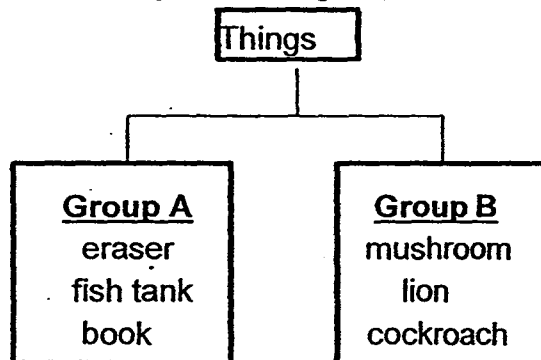 Things
Group A
eraser
fish tank
book
Group B
mushroom
lion
cockroach